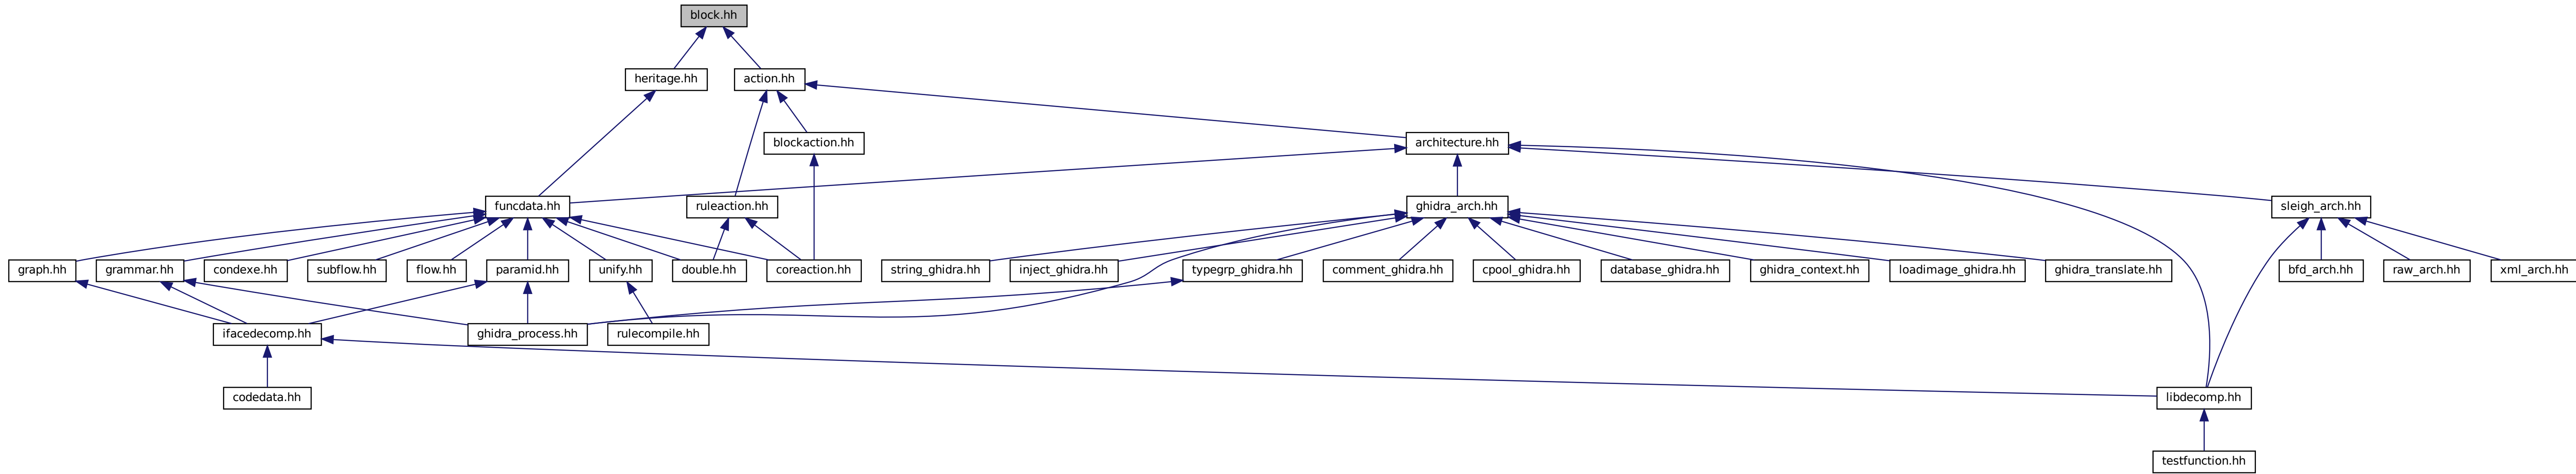 block.hh
heritage.hh
action.hh
blockaction.hh
architecture.hh
funcdata.hh
ruleaction.hh
ghidra_arch.hh
sleigh_arch.hh
graph.hh
grammar.hh
condexe.hh
subflow.hh
flow.hh
paramid.hh
unify.hh
double.hh
coreaction.hh
string_ghidra.hh
inject_ghidra.hh
typegrp_ghidra.hh
comment_ghidra.hh
cpool_ghidra.hh
database_ghidra.hh
ghidra_context.hh
loadimage_ghidra.hh
ghidra_translate.hh
bfd_arch.hh
raw_arch.hh
xml_arch.hh
ifacedecomp.hh
ghidra_process.hh
rulecompile.hh
codedata.hh
libdecomp.hh
testfunction.hh